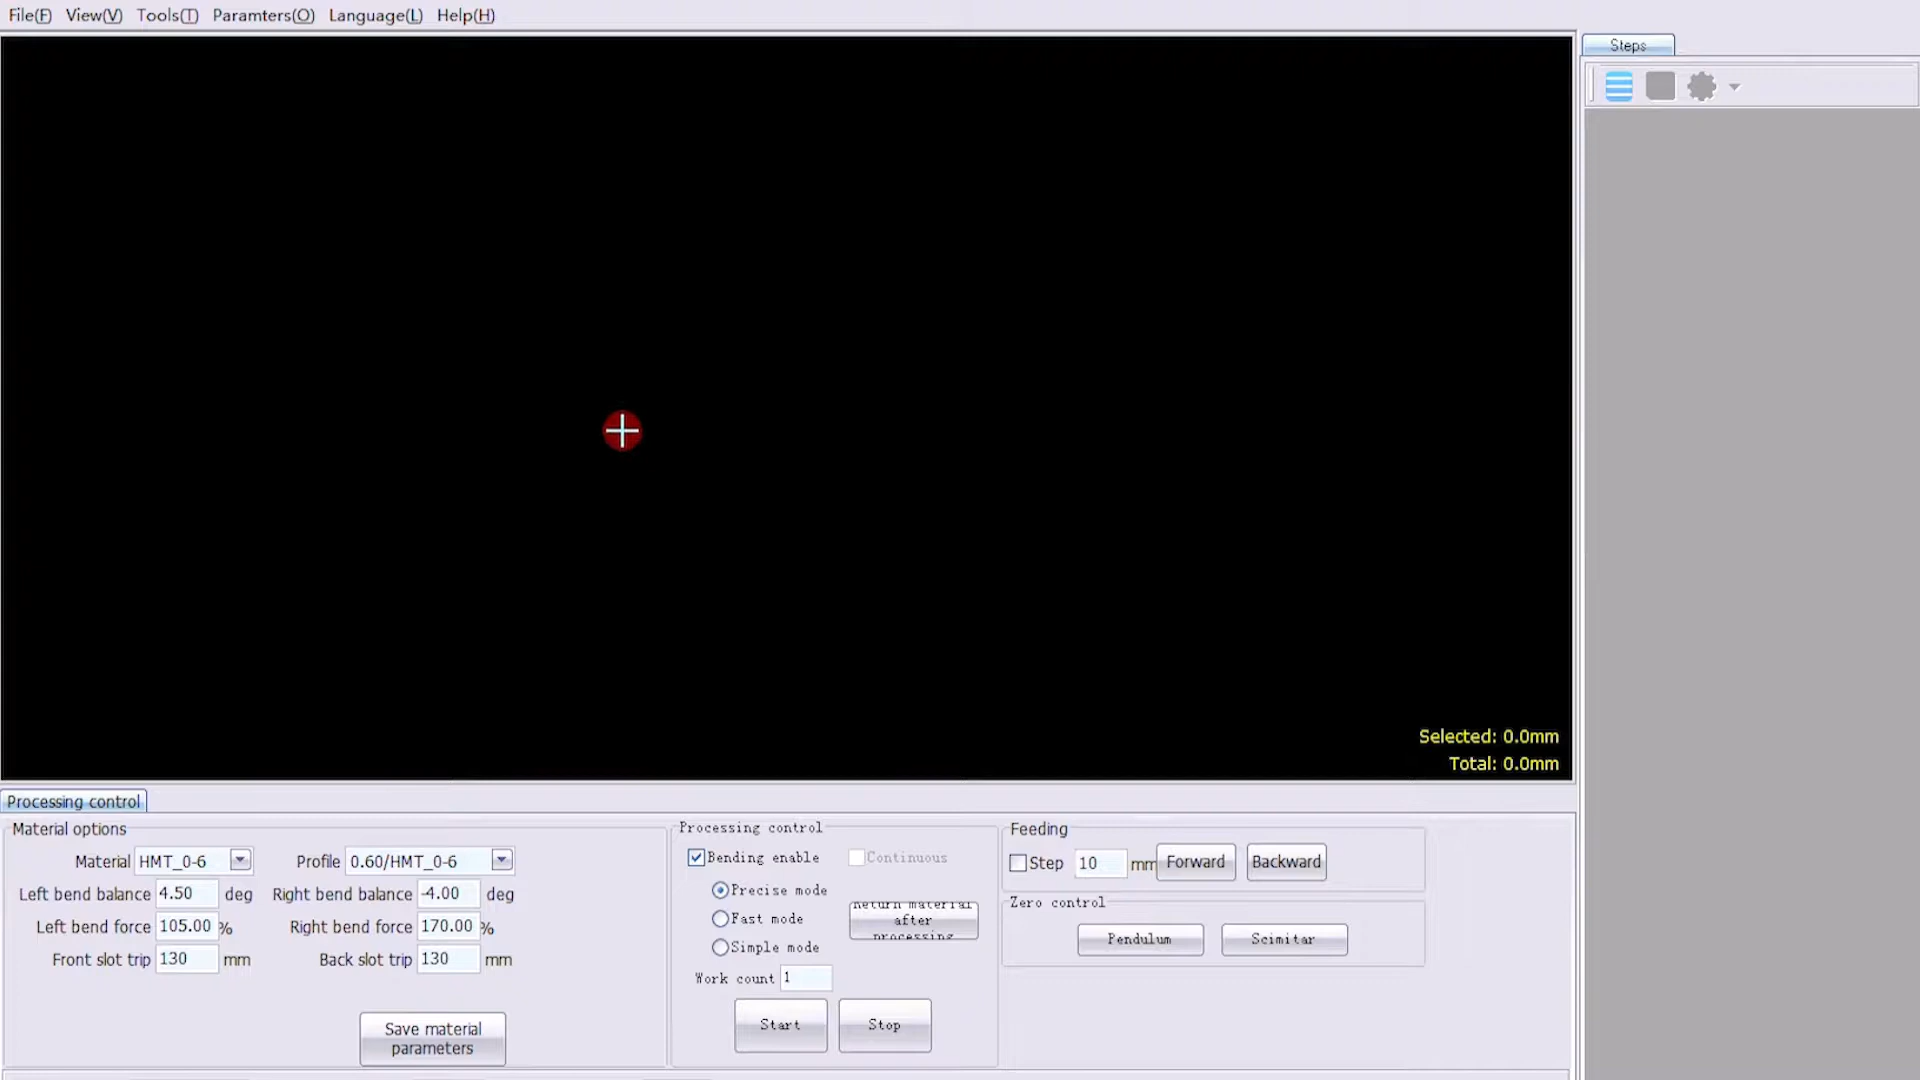 File(F) View(V) Tools(T) Paramters(O) Language(L) Help(H)
Steps
Selected: 0.0mm
Total: 0.0mm
Processing control
Material options
Material HMT_0-6 Profile 0.60/HMT_0-6
Left bend balance 4.50 deg Right bend balance -4.00 deg
Left bend force 105.00 % Right bend force 170.00 %
Front slot trip 130 mm Back slot trip 130 mm
Save material
parameters
Processing control
Bending enable Continuous
Precise mode
Fast mode
Simple mode
Return material
after
processing
Work count 1
Start Stop
Feeding
Step 10 mm Forward Backward
Zero control
Pendulum Scimitar